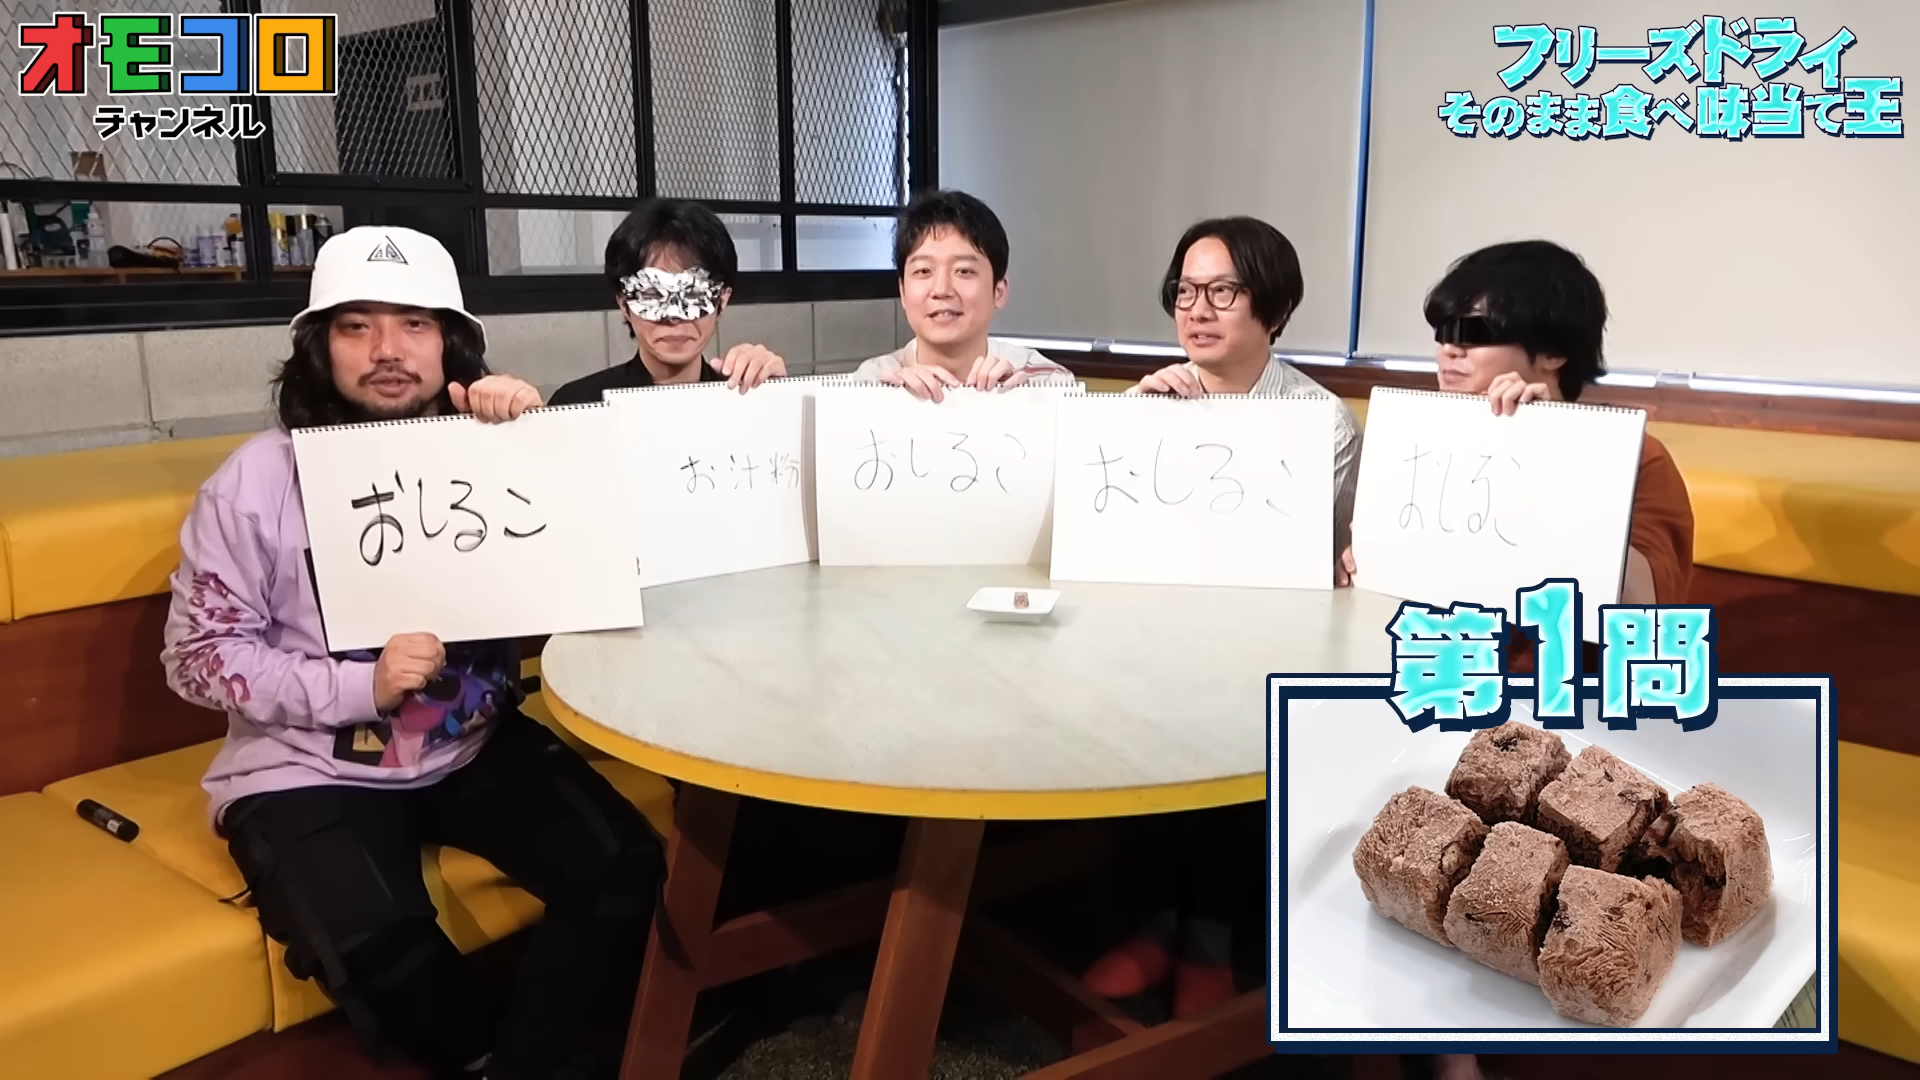 オモコロ
チャンネル
フリーズドライ
そのまま食べ味当て王
おしるこ
お汁粉
おしるこ
おしるこ
おしるこ
第1問